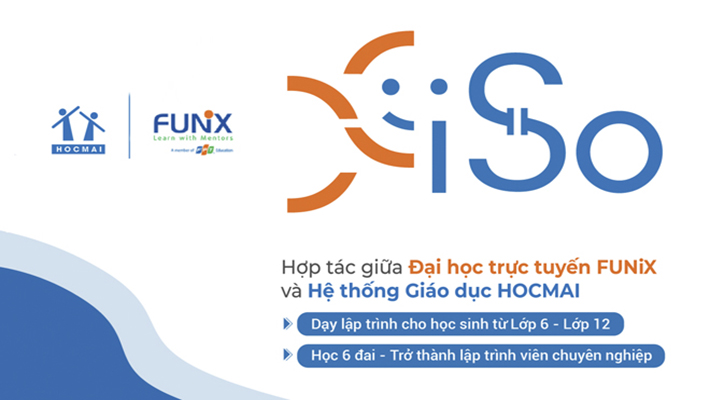 HOCMAI
FUNiX
Learn with Mentors
A member of FPT Education
XiSo
Hợp tác giữa Đại học trực tuyến FUNiX
và Hệ thống Giáo dục HOCMAI
Dạy lập trình cho học sinh từ Lớp 6 - Lớp 12
Học 6 đai - Trở thành lập trình viên chuyên nghiệp